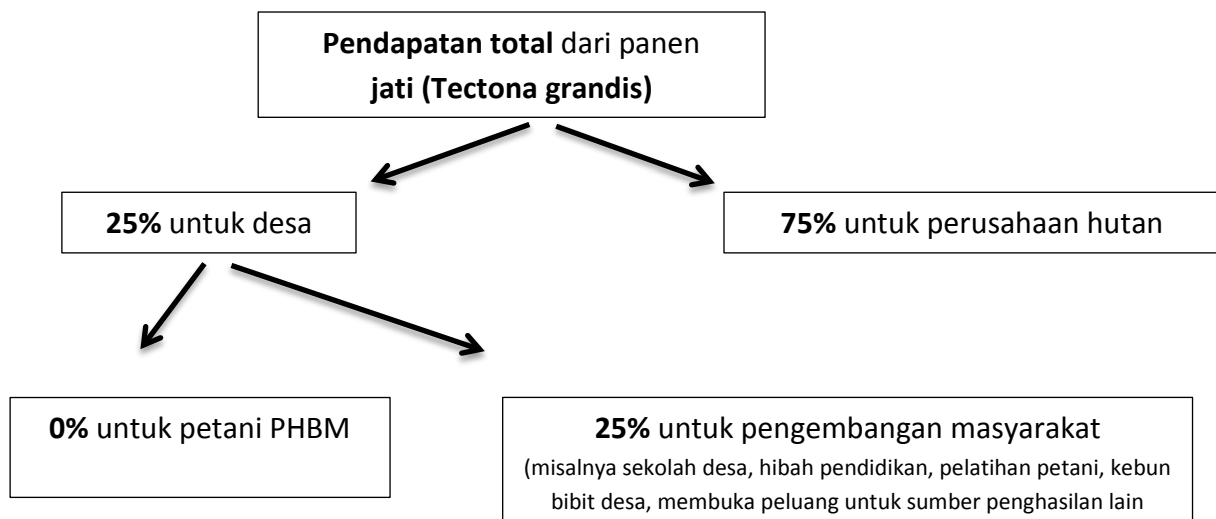 Pendapatan total dari panen
jati (Tectona grandis)
25% untuk desa
75% untuk perusahaan hutan
0% untuk petani PHBM
25% untuk pengembangan masyarakat
(misalnya sekolah desa, hibah pendidikan, pelatihan petani, kebun
bibit desa, membuka peluang untuk sumber penghasilan lain